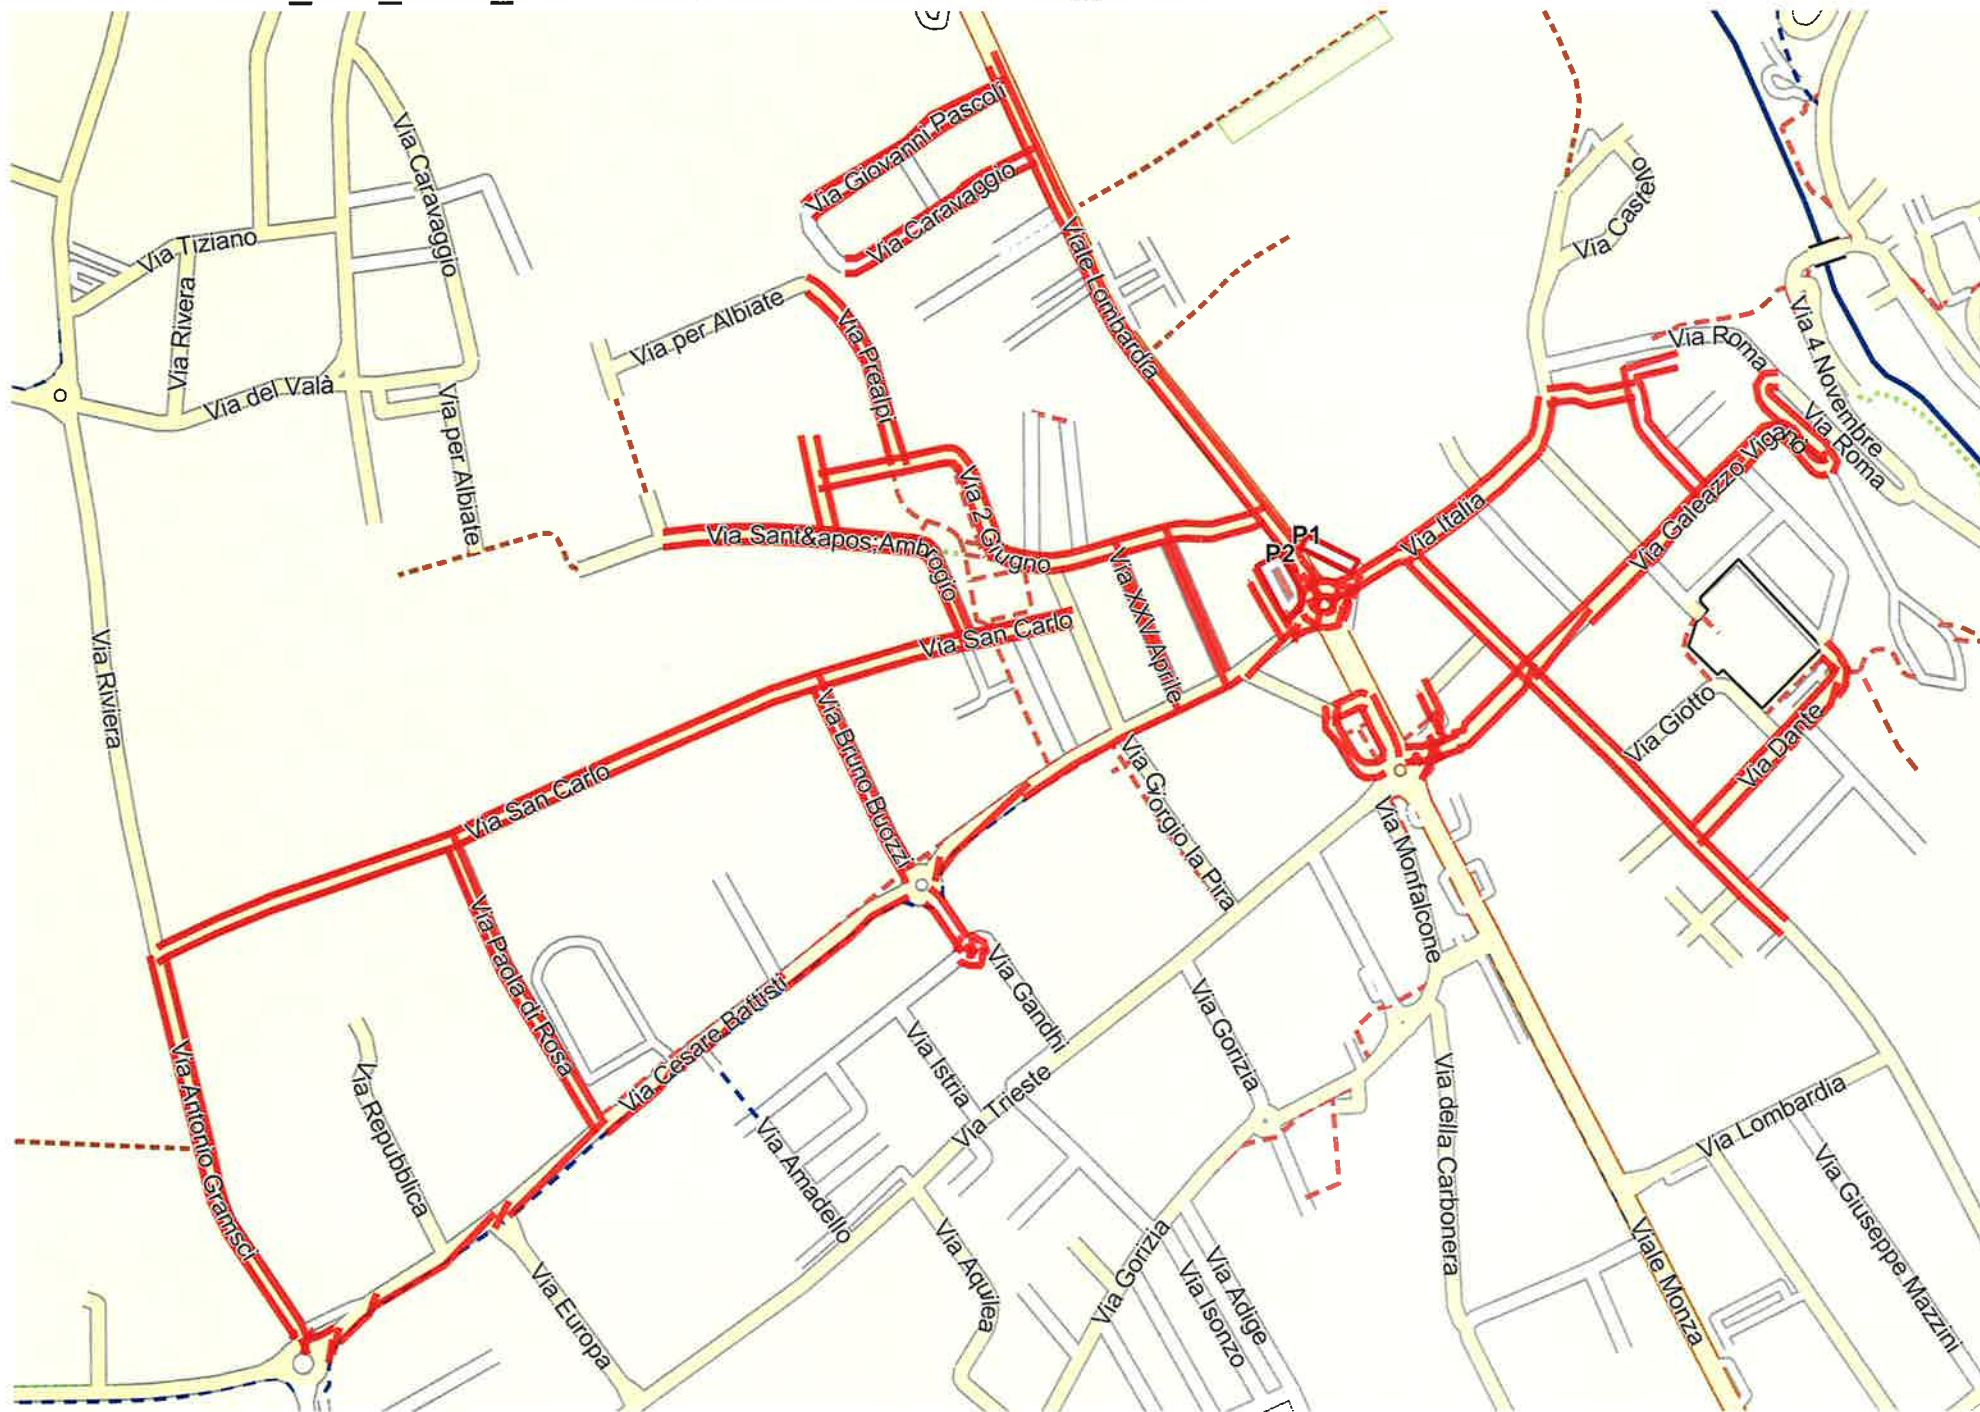 Via Giovanni Pascoli
Via Caravaggio
Via Caravaggio
Via Castello
Via Tiziano
Via Rivera
Viale Lombardia
Via per Albiate
Via Prealpi
Via 4 Novembre
Via Roma
Via del Valà
Via per Albiate
Via Roma
Via Galeazzo Viganò
Via 2 Giugno
Via Italia
Via Sant&apos;Ambrogio
P1
P2
Via XXV Aprile
Via San Carlo
Via Riviera
Via Bruno Buozzi
Via Giorgio la Pira
Via Giotto
Via Dante
Via San Carlo
Via Monfalcone
Via Paola di Rosa
Via Gandhi
Via Cesare Battisti
Via Gorizia
Via Istria
Via Antonio Gramsci
Via Repubblica
Via Trieste
Via della Carbonera
Via Lombardia
Via Amadello
Via Giuseppe Mazzini
Via Aquilea
Via Gorizia
Via Adige
Via Isonzo
Viale Monza
Via Europa